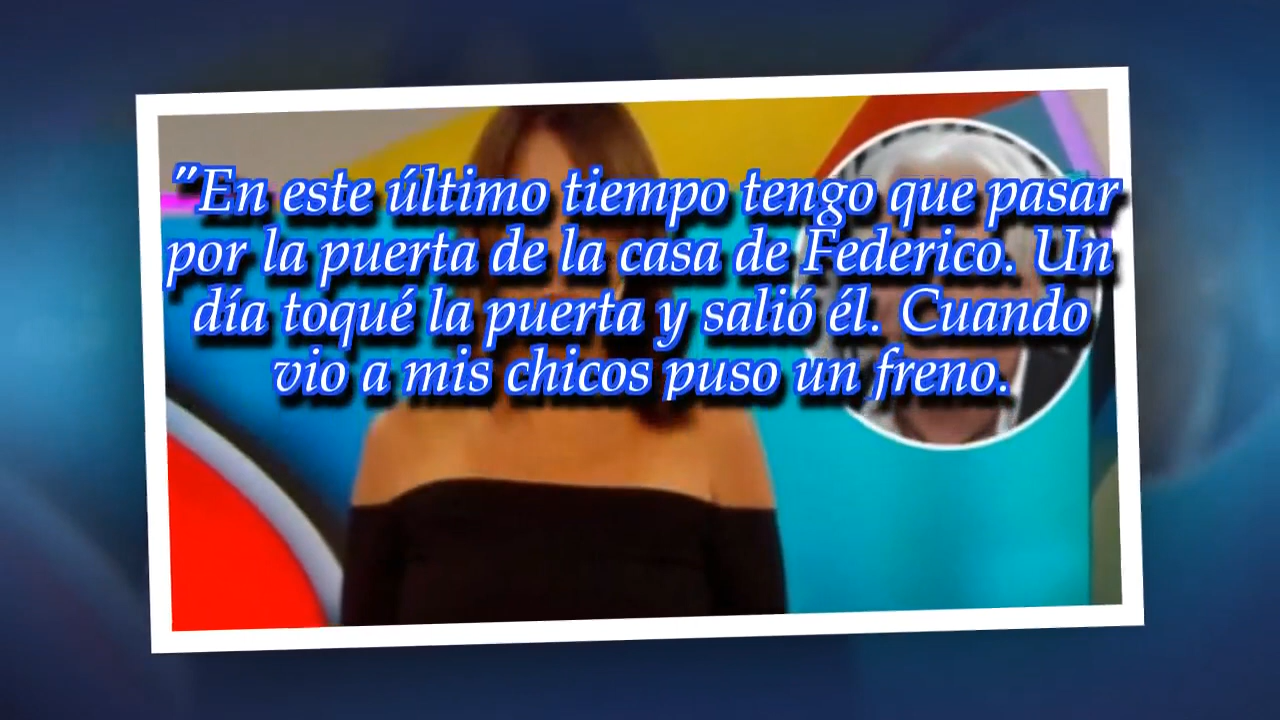 "En este último tiempo tengo que pasar
por la puerta de la casa de Federico. Un
día toqué la puerta y salió él. Cuando
vio a mis chicos puso un freno.